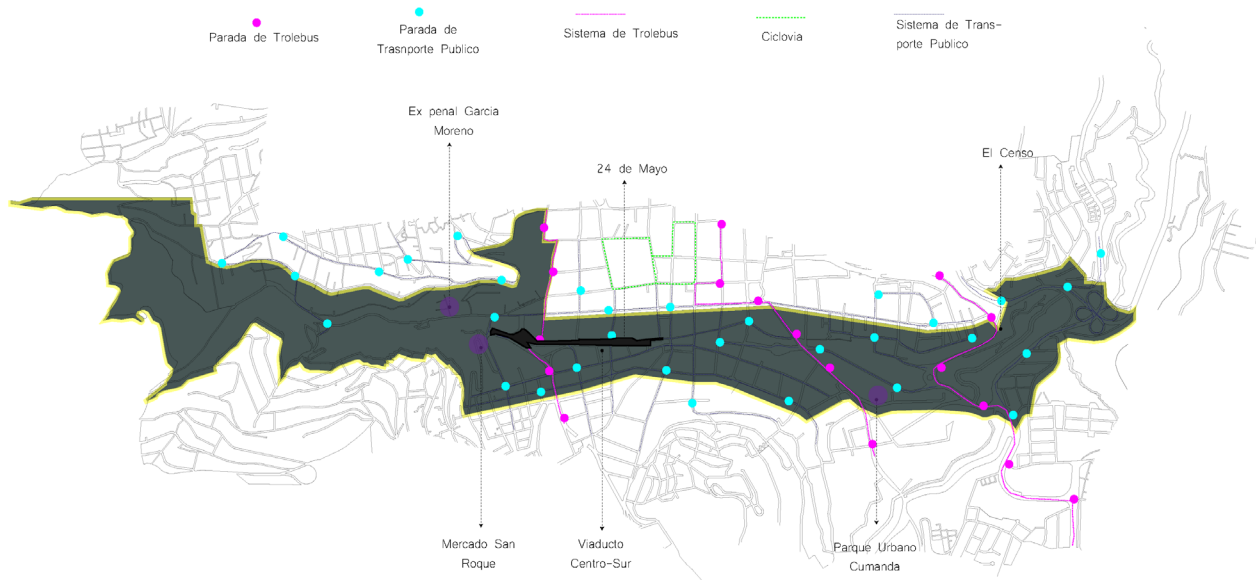 Parada de Trolebus
Parada de
Trasnporte Publico
Sistema de Trolebus
Ciclovia
Sistema de Trans-
porte Publico
Ex penal Garcia
Moreno
24 de Mayo
El Censo
Mercado San
Roque
Viaducto
Centro-Sur
Parque Urbano
Cumanda